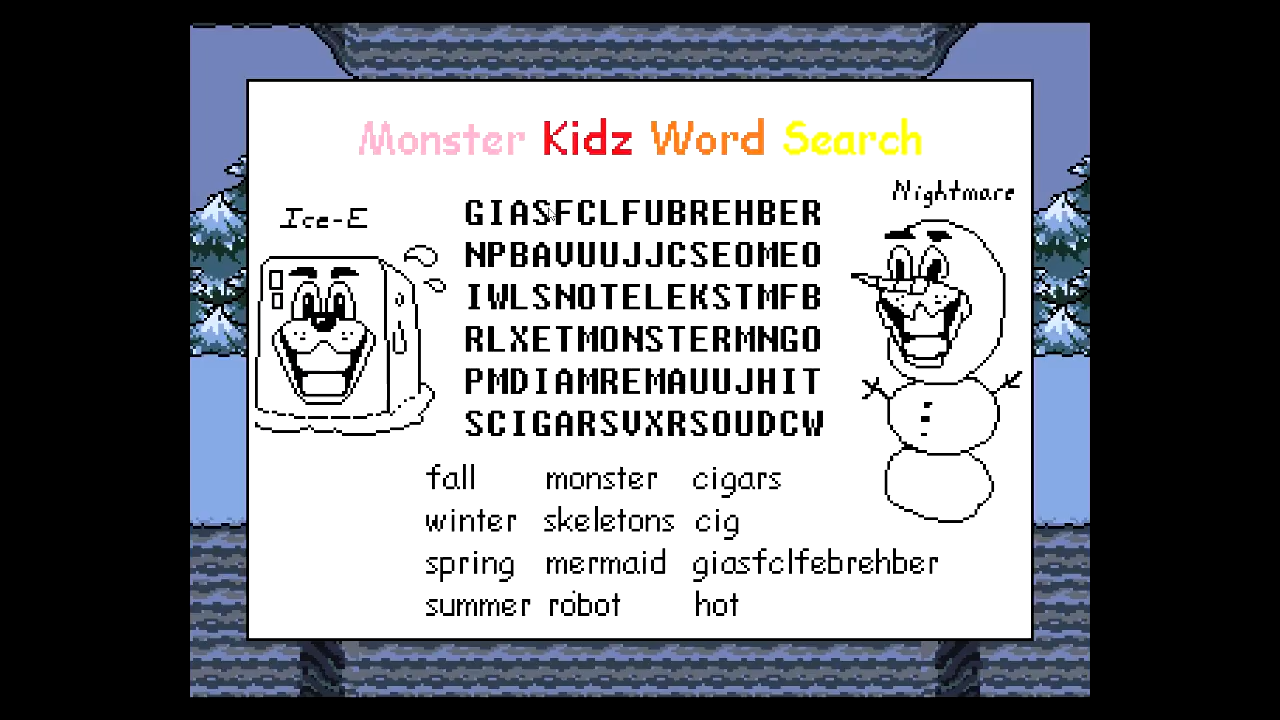 Monster Kidz Word Search
Nightmare
Ice-E
GIASFCLFUBREHBER
NPBAVUUJJCSEOMEO
IWLSNOTELEKSTMFB
RLXETMONSTERMNGO
PMDIAMREMAUUJHIT
SCIGARSVXRSOUDCW
fall monster cigars
winter skeletons cig
spring mermaid giasfclfebrehber
summer robot hot